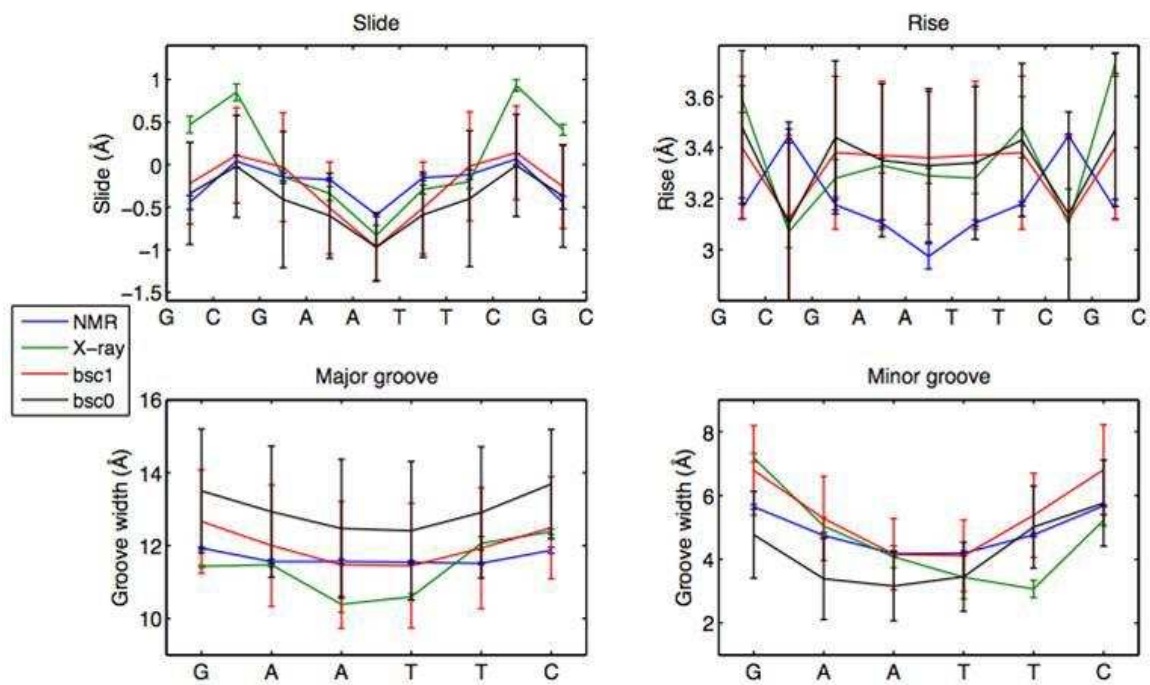 Slide
Slide (Å)
1
0.5
0
−0.5
−1
−1.5
G C G A A T T C G C
Rise
Rise (Å)
3.6
3.4
3.2
3
G C G A A T T C G C
NMR
X−ray
bsc1
bsc0
Major groove
Groove width (Å)
16
14
12
10
G A A T T C
Minor groove
Groove width (Å)
8
6
4
2
G A A T T C